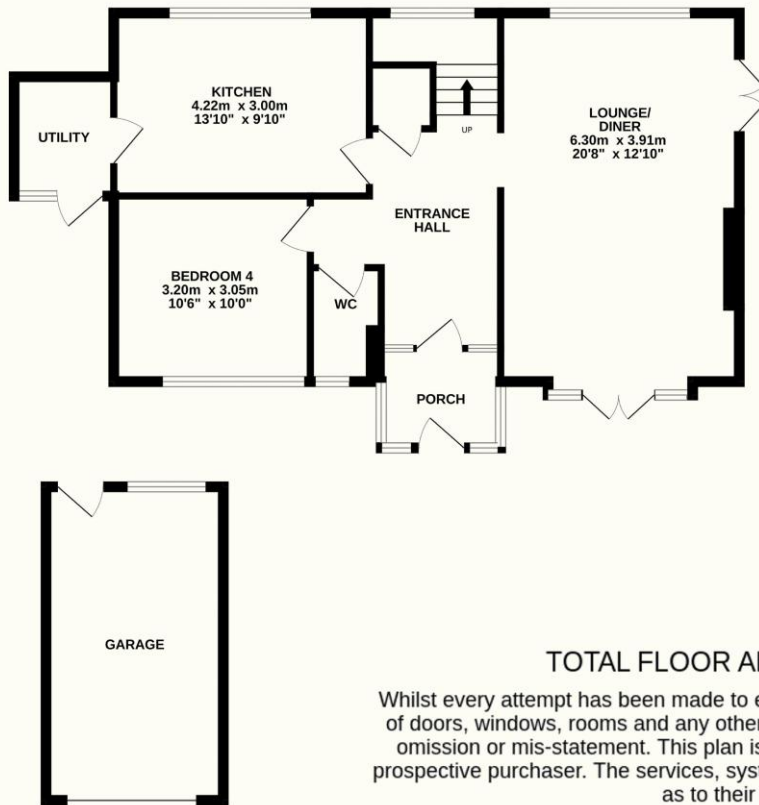 KITCHEN
4.22m x 3.00m
13'10" x 9'10"
UTILITY
UP
LOUNGE/
DINER
6.30m x 3.91m
20'8" x 12'10"
ENTRANCE
HALL
BEDROOM 4
3.20m x 3.05m
10'6" x 10'0"
WC
PORCH
GARAGE
TOTAL FLOOR
Whilst every attempt has been made to
of doors, windows, rooms and any other
omission or mis-statement. This plan is
prospective purchaser. The services,
as to their